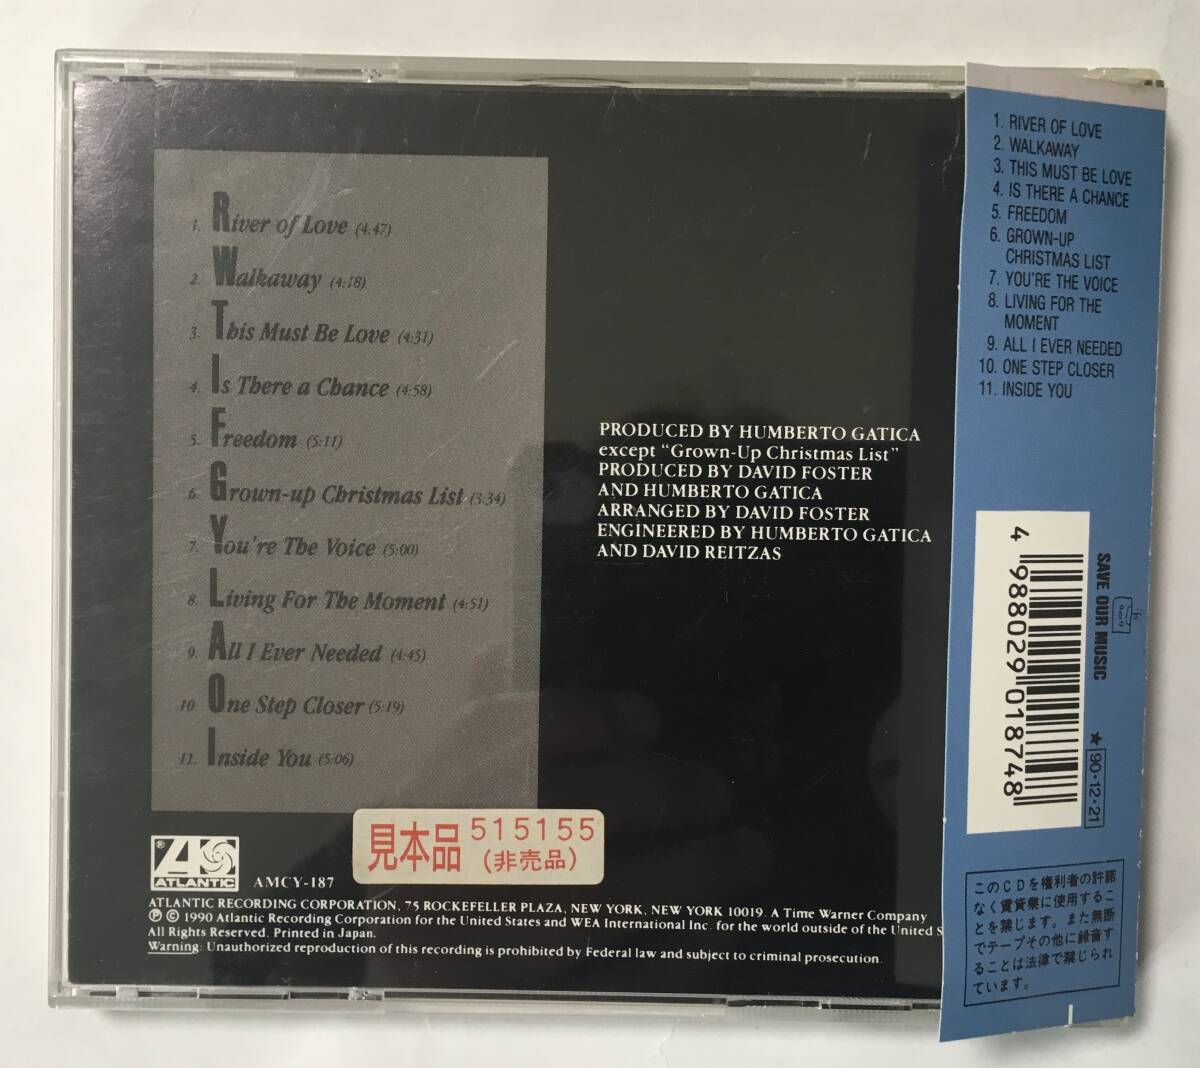 1. River of Love (4:47)
2. Walkaway (4:18)
3. This Must Be Love (4:31)
4. Is There a Chance (4:58)
5. Freedom (5:11)
6. Grown-up Christmas List (3:34)
7. You're The Voice (5:00)
8. Living For The Moment (4:51)
9. All I Ever Needed (4:45)
10. One Step Closer (5:19)
11. Inside You (5:06)
PRODUCED BY HUMBERTO GATICA
except “Grown-Up Christmas List”
PRODUCED BY DAVID FOSTER
AND HUMBERTO GATICA
ARRANGED BY DAVID FOSTER
ENGINEERED BY HUMBERTO GATICA
AND DAVID REITZAS
見本品 515155
(非売品)
®
ATLANTIC
AMCY-187
ATLANTIC RECORDING CORPORATION, 75 ROCKEFELLER PLAZA, NEW YORK, NEW YORK 10019. A Time Warner Company
℗ © 1990 Atlantic Recording Corporation for the United States and WEA International Inc. for the world outside of the United S
All Rights Reserved. Printed in Japan.
Warning: Unauthorized reproduction of this recording is prohibited by Federal law and subject to criminal prosecution.
1. RIVER OF LOVE
2. WALKAWAY
3. THIS MUST BE LOVE
4. IS THERE A CHANCE
5. FREEDOM
6. GROWN-UP
CHRISTMAS LIST
7. YOU'RE THE VOICE
8. LIVING FOR THE
MOMENT
9. ALL I EVER NEEDED
10. ONE STEP CLOSER
11. INSIDE YOU
4 988029 018748
SAVE OUR MUSIC
★ 90・12・21
このCDを権利者の許諾
なく賃貸業に使用するこ
とを禁じます。また無断
でテープその他に録音す
ることは法律で禁じられ
ています。